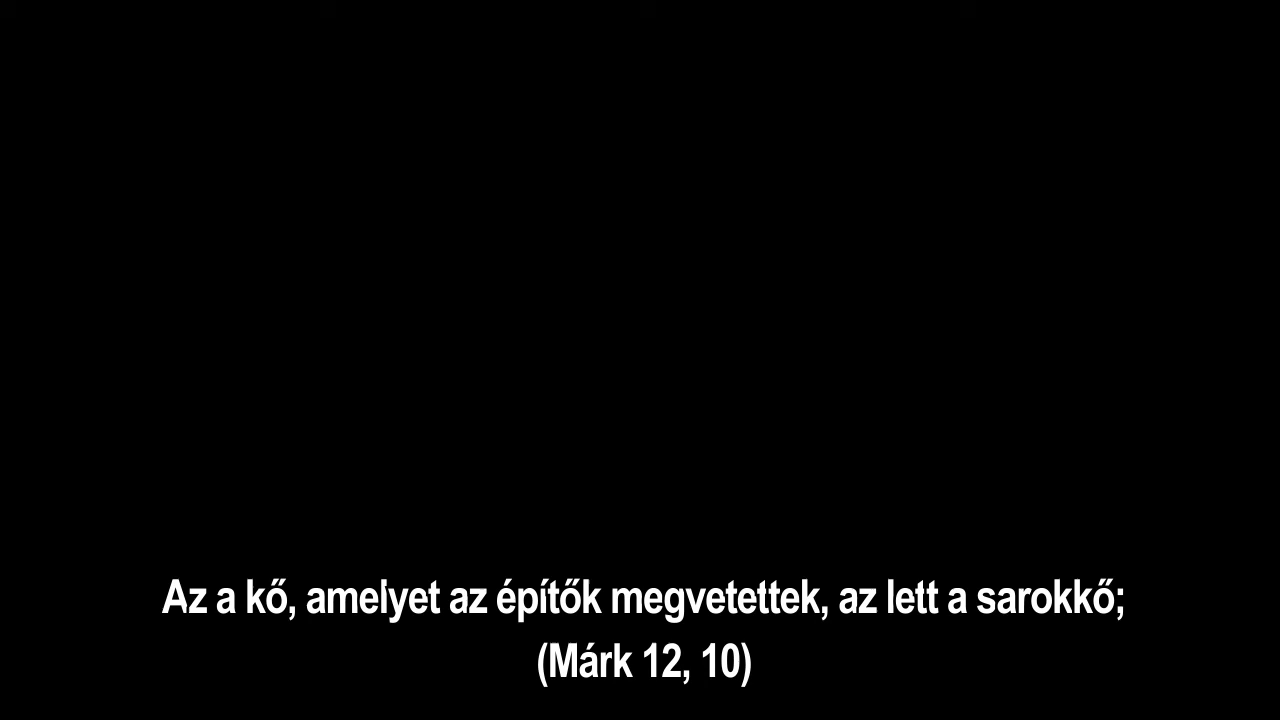 Az a kő, amelyet az építők megvetettek, az lett a sarokkő;
(Márk 12, 10)